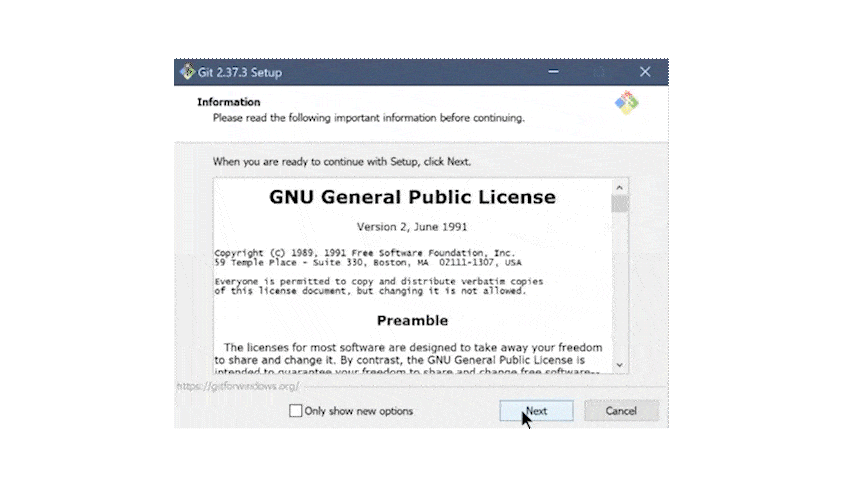 Git 2.37.3 Setup
Information
Please read the following important information before continuing.
When you are ready to continue with Setup, click Next.
GNU General Public License
Version 2, June 1991
Copyright (C) 1989, 1991 Free Software Foundation, Inc.
59 Temple Place - Suite 330, Boston, MA 02111-1307, USA
Everyone is permitted to copy and distribute verbatim copies
of this license document, but changing it is not allowed.
Preamble
The licenses for most software are designed to take away your freedom
to share and change it. By contrast, the GNU General Public License is
intended to guarantee your freedom to share and change free software--
https://gitforwindows.org/
Only show new options
Next
Cancel